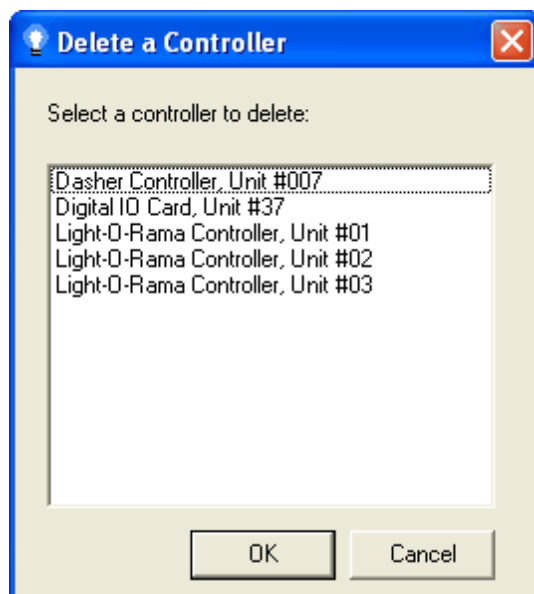 Delete a Controller
Select a controller to delete:
Dasher Controller, Unit #007
Digital IO Card, Unit #37
Light-O-Rama Controller, Unit #01
Light-O-Rama Controller, Unit #02
Light-O-Rama Controller, Unit #03
OK Cancel